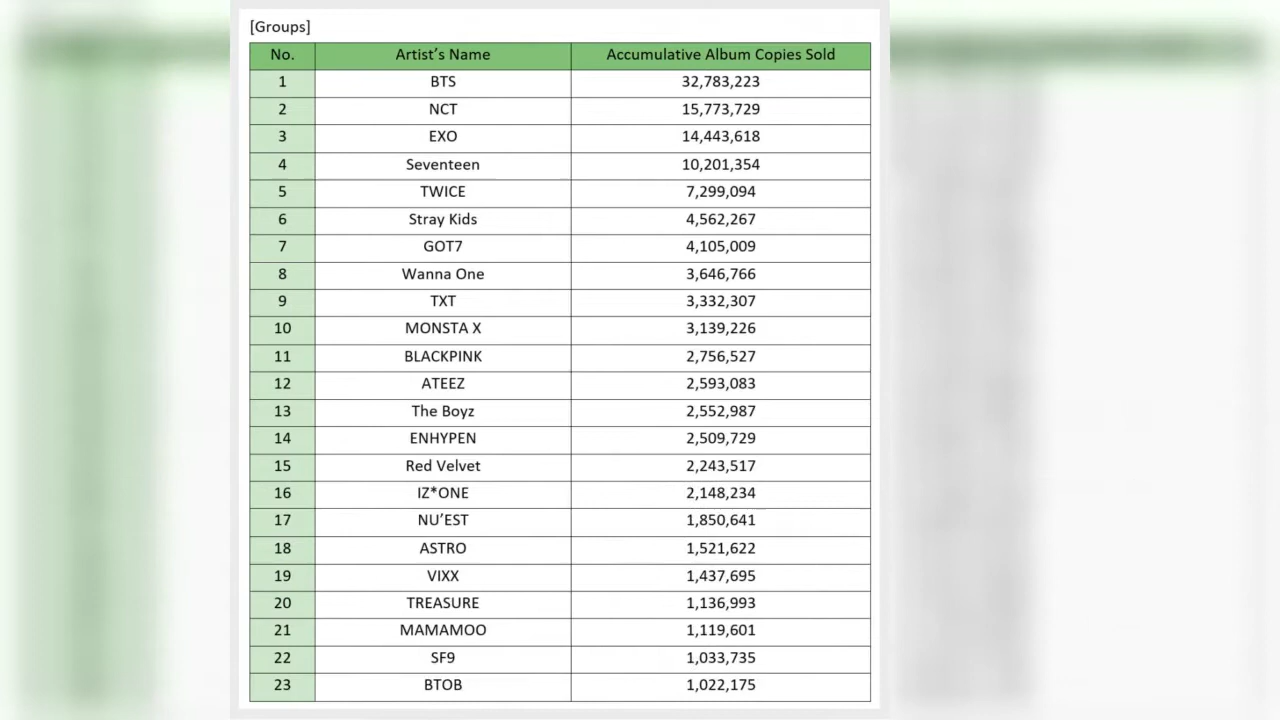 [Groups]
No. Artist’s Name Accumulative Album Copies Sold
1 BTS 32,783,223
2 NCT 15,773,729
3 EXO 14,443,618
4 Seventeen 10,201,354
5 TWICE 7,299,094
6 Stray Kids 4,562,267
7 GOT7 4,105,009
8 Wanna One 3,646,766
9 TXT 3,332,307
10 MONSTA X 3,139,226
11 BLACKPINK 2,756,527
12 ATEEZ 2,593,083
13 The Boyz 2,552,987
14 ENHYPEN 2,509,729
15 Red Velvet 2,243,517
16 IZ*ONE 2,148,234
17 NU’EST 1,850,641
18 ASTRO 1,521,622
19 VIXX 1,437,695
20 TREASURE 1,136,993
21 MAMAMOO 1,119,601
22 SF9 1,033,735
23 BTOB 1,022,175